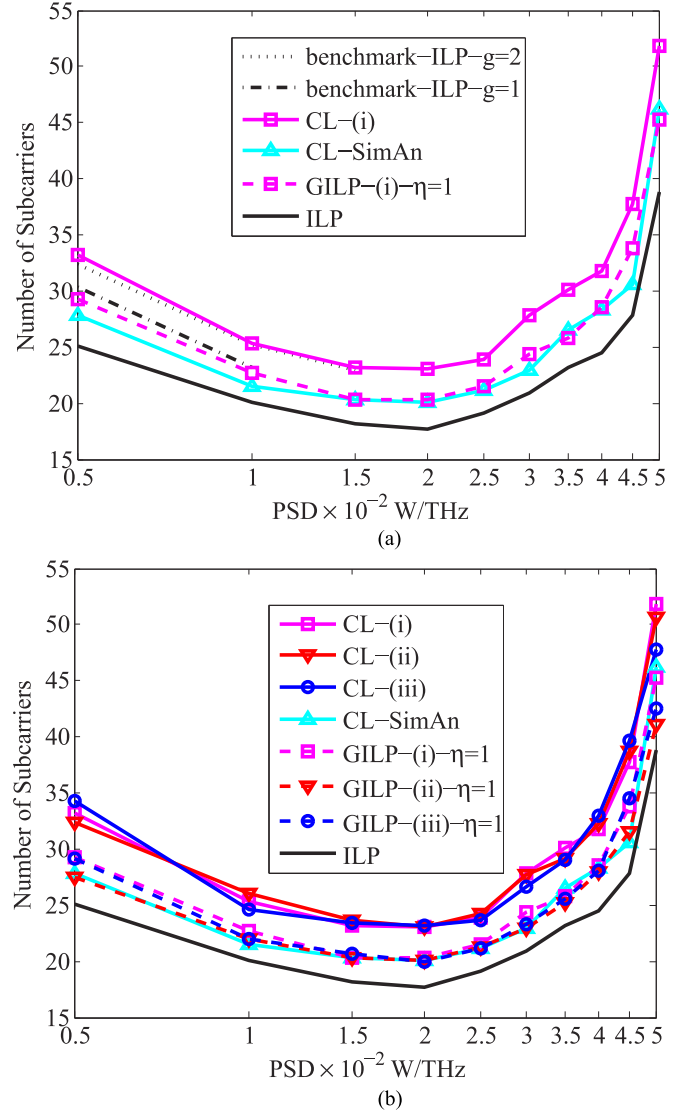 55
50
45
40
35
30
25
20
15
Number of Subcarriers
benchmark−ILP−g=2
benchmark−ILP−g=1
CL−(i)
CL−SimAn
GILP−(i)−η=1
ILP
0.5 1 1.5 2 2.5 3 3.5 4 4.5 5
PSD × 10⁻² W/THz
(a)
55
50
45
40
35
30
25
20
15
Number of Subcarriers
CL−(i)
CL−(ii)
CL−(iii)
CL−SimAn
GILP−(i)−η=1
GILP−(ii)−η=1
GILP−(iii)−η=1
ILP
0.5 1 1.5 2 2.5 3 3.5 4 4.5 5
PSD × 10⁻² W/THz
(b)